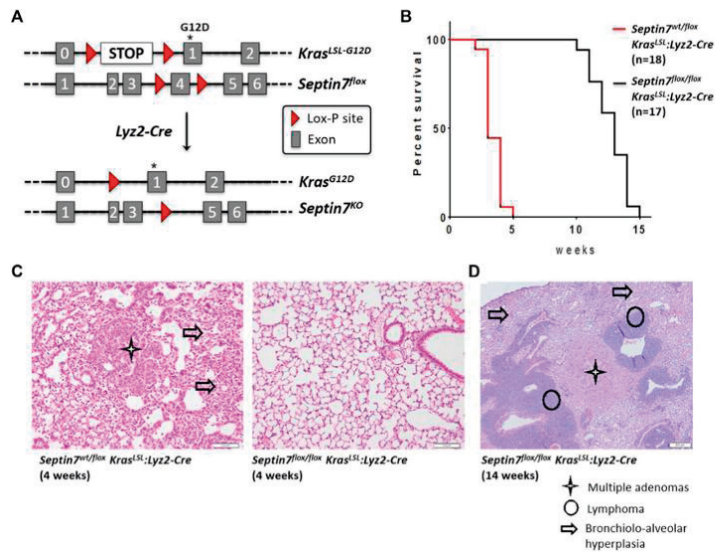 A
G12D
*
0 STOP 1 2 Kras^LSL-G12D
1 2 3 4 5 6 Septin7^flox
Lyz2-Cre
Lox-P site
Exon
*
0 1 2 Kras^G12D
1 2 3 5 6 Septin7^KO
B
Percent survival
100
50
0
0 5 10 15
weeks
Septin7^wt/flox
Kras^LSL:Lyz2-Cre
(n=18)
Septin7^flox/flox
Kras^LSL:Lyz2-Cre
(n=17)
C
Septin7^wt/flox Kras^LSL:Lyz2-Cre
(4 weeks)
Septin7^flox/flox Kras^LSL:Lyz2-Cre
(4 weeks)
D
Septin7^flox/flox Kras^LSL:Lyz2-Cre
(14 weeks)
Multiple adenomas
Lymphoma
Bronchiolo-alveolar
hyperplasia